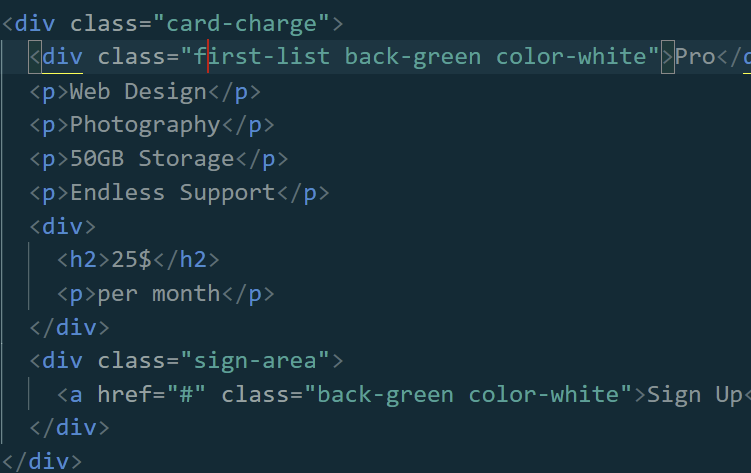 <div class="card-charge">
<div class="first-list back-green color-white">Pro</
<p>Web Design</p>
<p>Photography</p>
<p>50GB Storage</p>
<p>Endless Support</p>
<div>
<h2>25$</h2>
<p>per month</p>
</div>
<div class="sign-area">
<a href="#" class="back-green color-white">Sign Up<
</div>
</div>